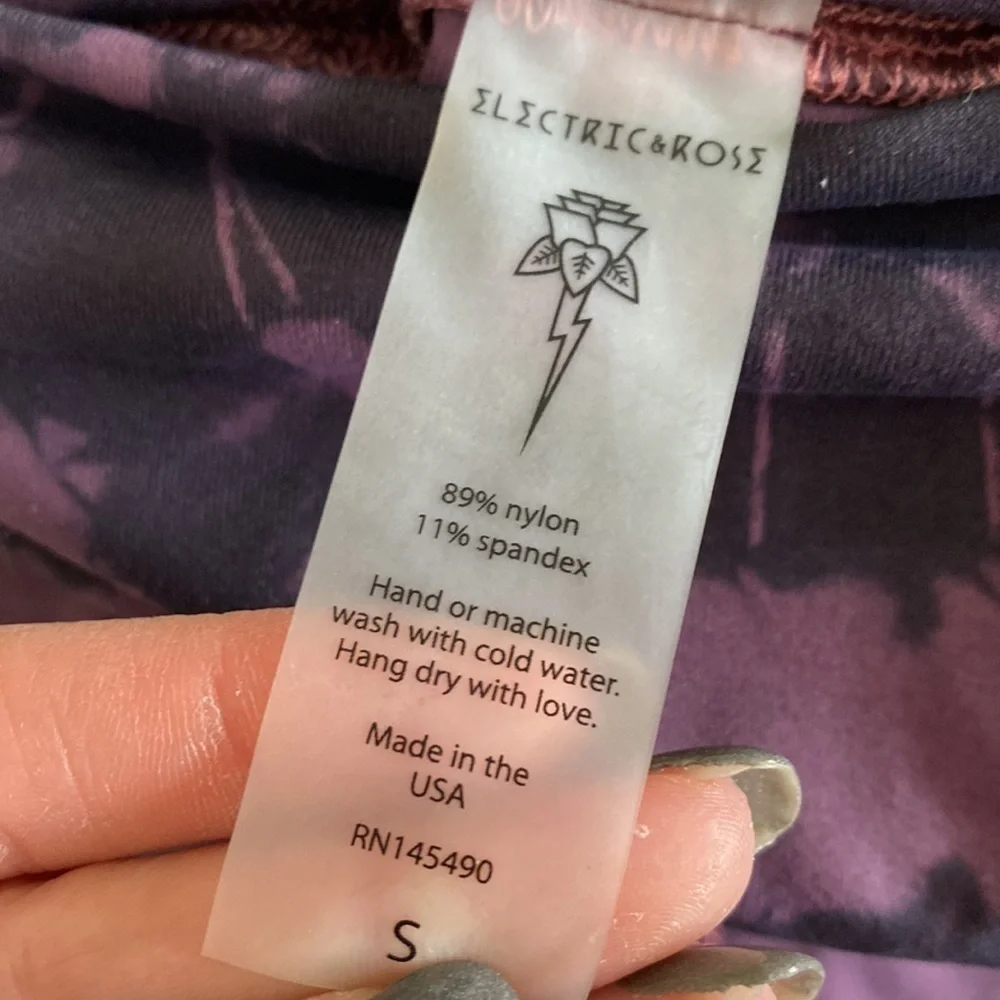 ELECTRIC&ROSE
89% nylon
11% spandex
Hand or machine
wash with cold water.
Hang dry with love.
Made in the
USA
RN145490
S